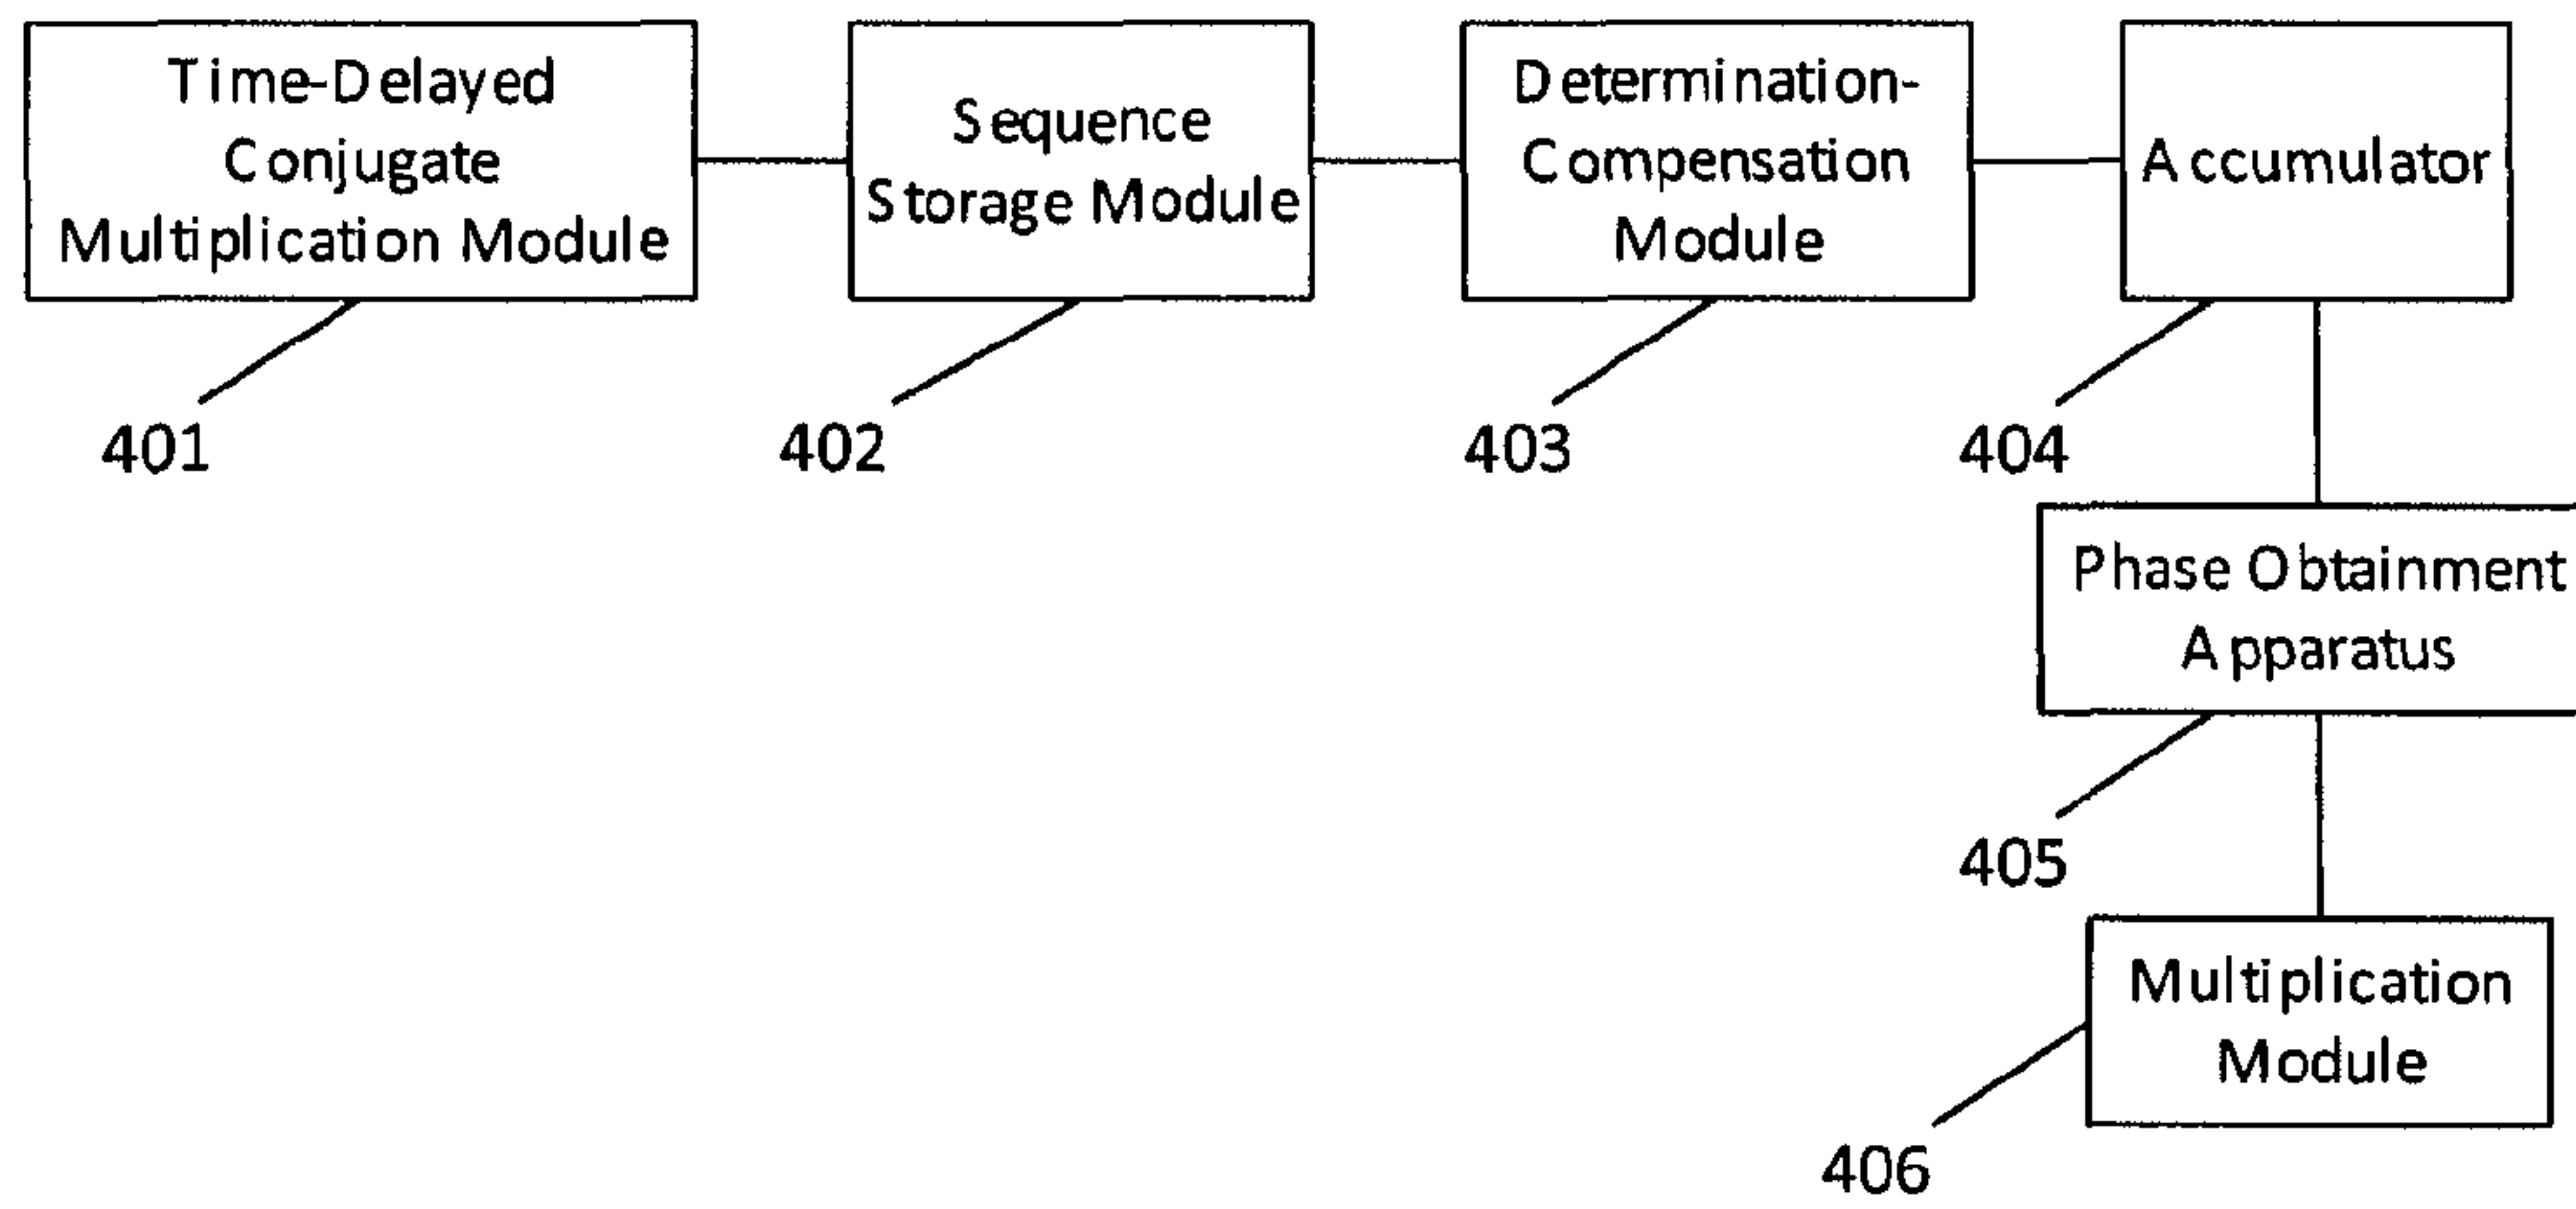 Time-Delayed
Conjugate
Multiplication Module
Sequence
Storage Module
Determination-
Compensation
Module
Accumulator
401
402
403
404
Phase Obtainment
Apparatus
405
Multiplication
Module
406